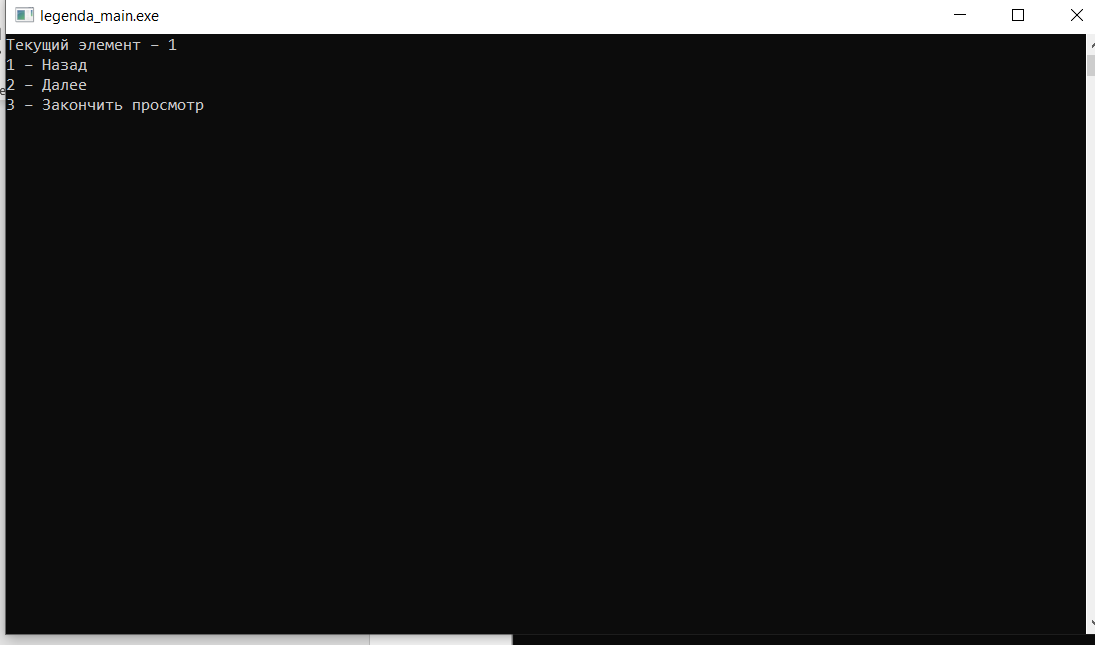 legenda_main.exe
Текущий элемент – 1
1 – Назад
2 – Далее
3 – Закончить просмотр